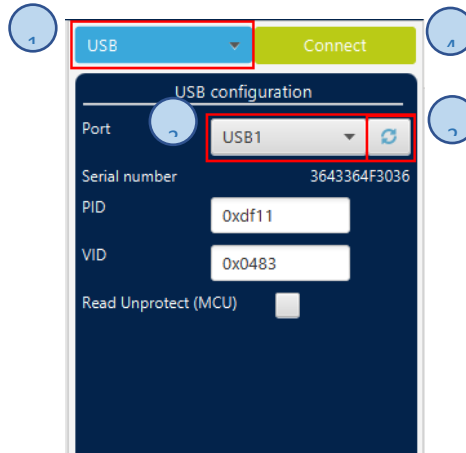 USB Connect
USB configuration
Port USB1
Serial number 3643364F3036
PID 0xdf11
VID 0x0483
Read Unprotect (MCU)